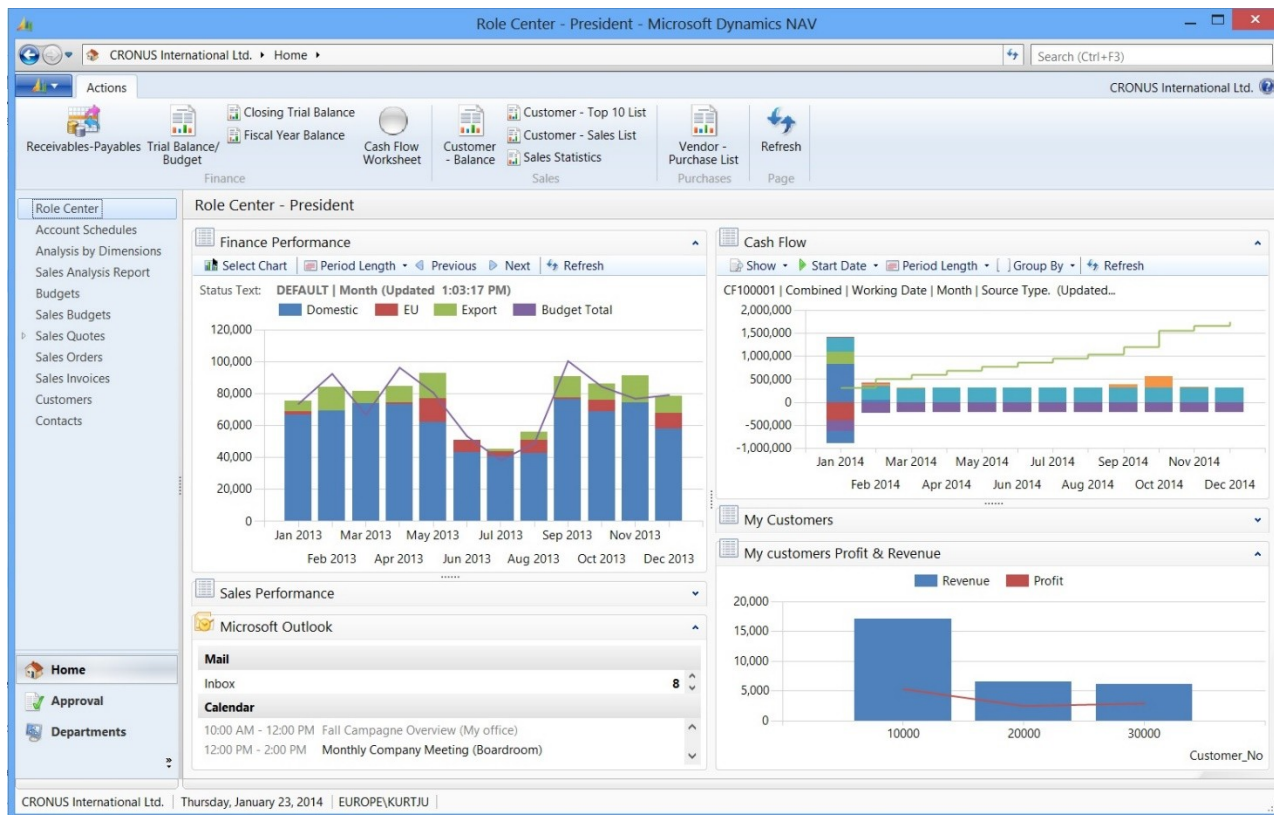 Role Center - President - Microsoft Dynamics NAV
CRONUS International Ltd. Home
Search (Ctrl+F3)
Actions
CRONUS International Ltd.
Receivables-Payables
Trial Balance/
Budget
Closing Trial Balance
Fiscal Year Balance
Cash Flow
Worksheet
Finance
Customer
- Balance
Customer - Top 10 List
Customer - Sales List
Sales Statistics
Sales
Vendor -
Purchase List
Purchases
Refresh
Page
Role Center
Account Schedules
Analysis by Dimensions
Sales Analysis Report
Budgets
Sales Budgets
Sales Quotes
Sales Orders
Sales Invoices
Customers
Contacts
Home
Approval
Departments
Role Center - President
Finance Performance
Select Chart Period Length Previous Next Refresh
Status Text: DEFAULT | Month (Updated 1:03:17 PM)
Domestic EU Export Budget Total
120,000
100,000
80,000
60,000
40,000
20,000
0
Jan 2013 Mar 2013 May 2013 Jul 2013 Sep 2013 Nov 2013
Feb 2013 Apr 2013 Jun 2013 Aug 2013 Oct 2013 Dec 2013
Sales Performance
Microsoft Outlook
Mail
Inbox 8
Calendar
10:00 AM - 12:00 PM Fall Campagne Overview (My office)
12:00 PM - 2:00 PM Monthly Company Meeting (Boardroom)
Cash Flow
Show Start Date Period Length [ ] Group By Refresh
CF100001 | Combined | Working Date | Month | Source Type. (Updated...
2,000,000
1,500,000
1,000,000
500,000
0
-500,000
-1,000,000
Jan 2014 Mar 2014 May 2014 Jul 2014 Sep 2014 Nov 2014
Feb 2014 Apr 2014 Jun 2014 Aug 2014 Oct 2014 Dec 2014
My Customers
My customers Profit & Revenue
Revenue Profit
20,000
15,000
10,000
5,000
0
10000 20000 30000
Customer_No
CRONUS International Ltd. Thursday, January 23, 2014 EUROPE\KURTJU